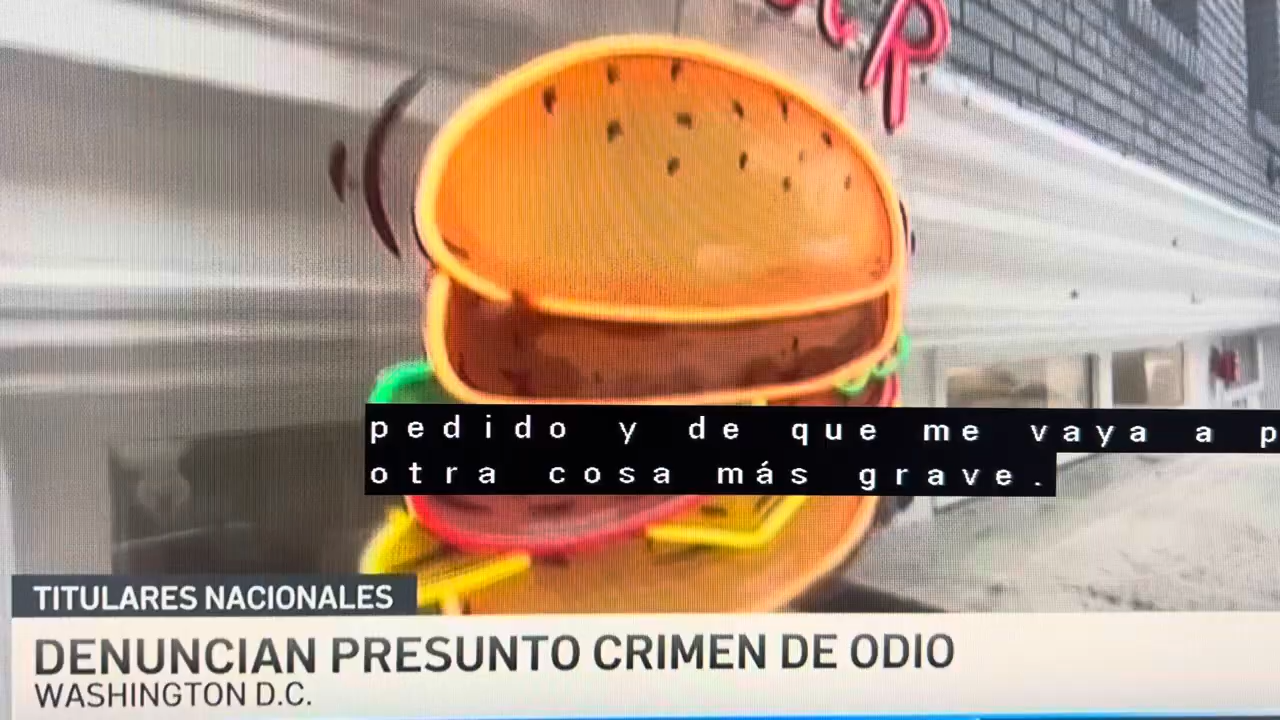 pedido y de que me vaya a p
otra cosa más grave.
TITULARES NACIONALES
DENUNCIAN PRESUNTO CRIMEN DE ODIO
WASHINGTON D.C.